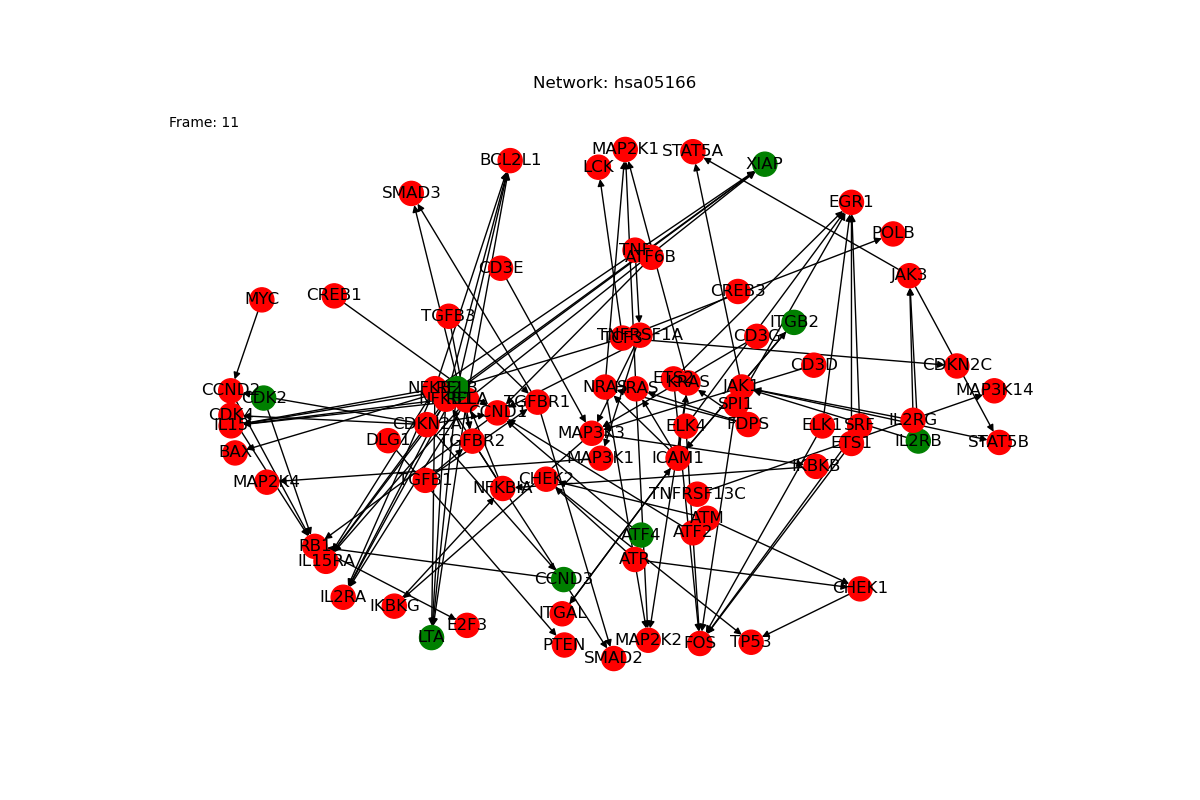 Network: hsa05166
Frame: 11
MAP2K1
STAT5A
BCL2L1
LCK
XIAP
SMAD3
EGR1
POLB
TNF
ATF6B
CD3E
JAK3
CREB3
CREB1
MYC
TGFB3
ITGB2
TNFRSF1A
CD3G
CDKN2C
CD3D
ETS2
KRAS
NRAS
HRAS
JAK1
MAP3K14
CCND2
CDK2
NFKB1
RELB
RELA
TGFBR1
SPI1
CDK4
IL15
CCND1
CDKN2A
ELK4
PDPS
ELK1
SRF
IL2RG
MAP3K3
DLG1
TGFBR2
ETS1
IL2RB
STAT5B
BAX
MAP3K1
ICAM1
IKBKB
MAP2K4
TGFB1
CHEK2
NFKBIA
TNFRSF13C
ATM
ATF2
ATF4
RB1
IL15RA
ATR
CCND3
CHEK1
IL2RA
IKBKG
ITGAL
E2F3
LTA
PTEN
MAP2K2
FOS
TP53
SMAD2